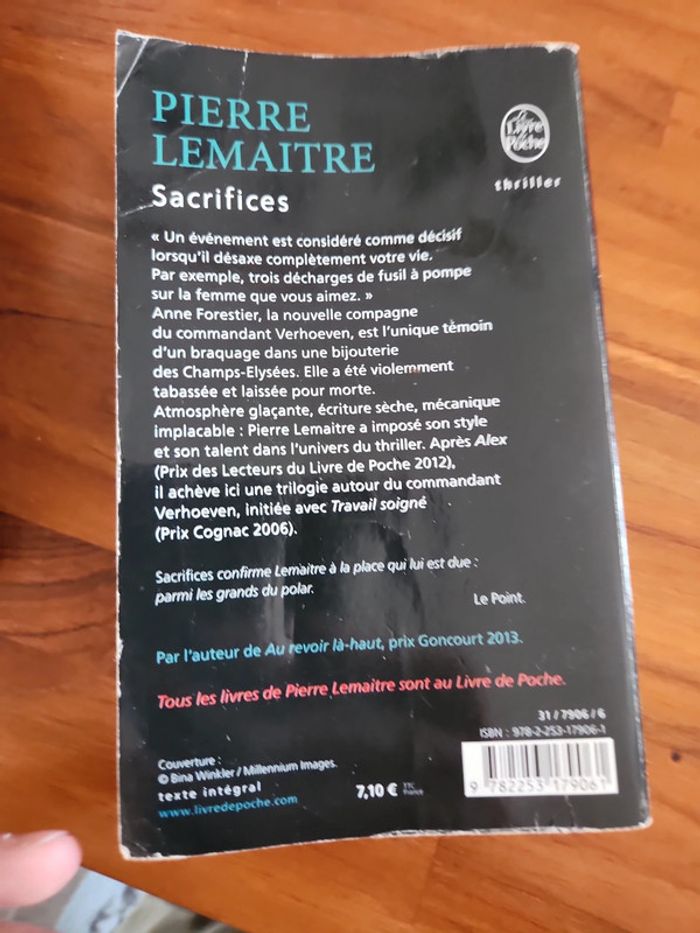 PIERRE
LEMAITRE
Sacrifices
Le Livre de Poche
thriller
« Un événement est considéré comme décisif
lorsqu'il désaxe complètement votre vie.
Par exemple, trois décharges de fusil à pompe
sur la femme que vous aimez. »
Anne Forestier, la nouvelle compagne
du commandant Verhoeven, est l'unique témoin
d'un braquage dans une bijouterie
des Champs-Elysées. Elle a été violemment
tabassée et laissée pour morte.
Atmosphère glaçante, écriture sèche, mécanique
implacable : Pierre Lemaitre a imposé son style
et son talent dans l'univers du thriller. Après Alex
(Prix des Lecteurs du Livre de Poche 2012),
il achève ici une trilogie autour du commandant
Verhoeven, initiée avec Travail soigné
(Prix Cognac 2006).
Sacrifices confirme Lemaitre à la place qui lui est due :
parmi les grands du polar.
Le Point.
Par l'auteur de Au revoir là-haut, prix Goncourt 2013.
Tous les livres de Pierre Lemaitre sont au Livre de Poche.
31 / 7906 / 6
ISBN : 978-2-253-17906-1
Couverture :
© Bina Winkler / Millennium Images.
texte intégral
www.livredepoche.com
7,10 € TTC France
9 782253 179061